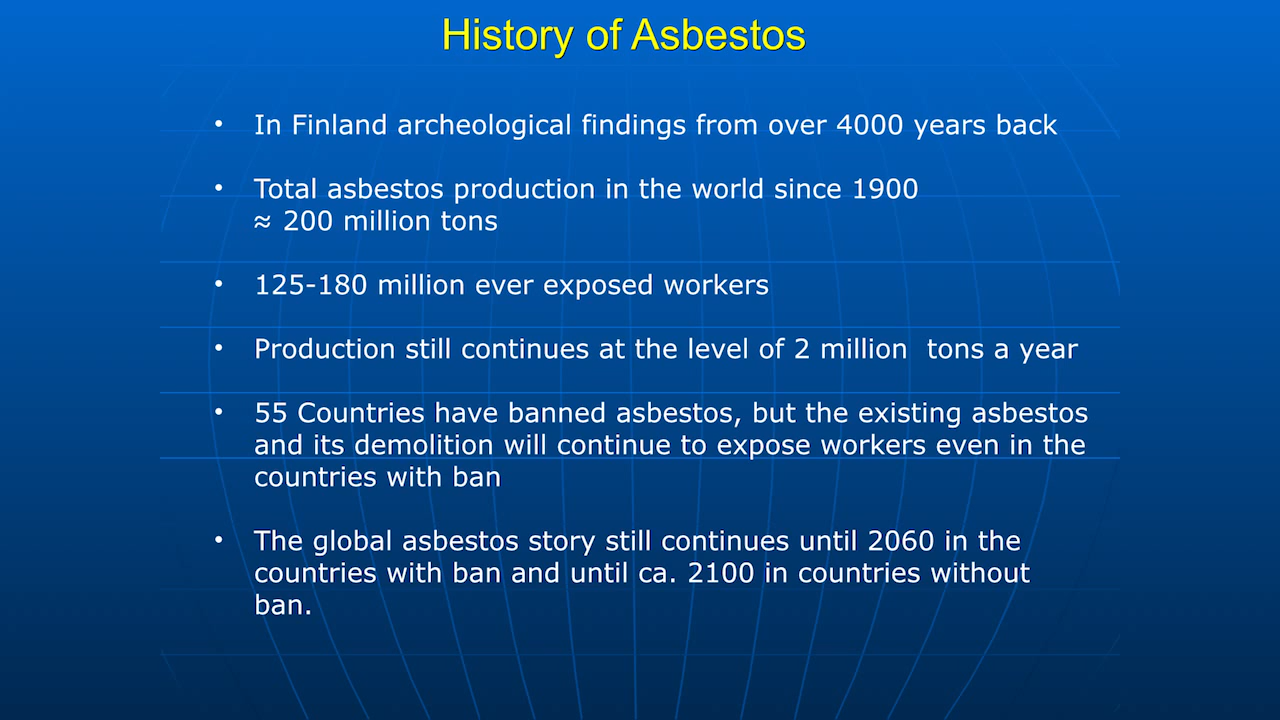 History of Asbestos
• In Finland archeological findings from over 4000 years back
• Total asbestos production in the world since 1900
≈ 200 million tons
• 125-180 million ever exposed workers
• Production still continues at the level of 2 million  tons a year
• 55 Countries have banned asbestos, but the existing asbestos
and its demolition will continue to expose workers even in the
countries with ban
• The global asbestos story still continues until 2060 in the
countries with ban and until ca. 2100 in countries without
ban.